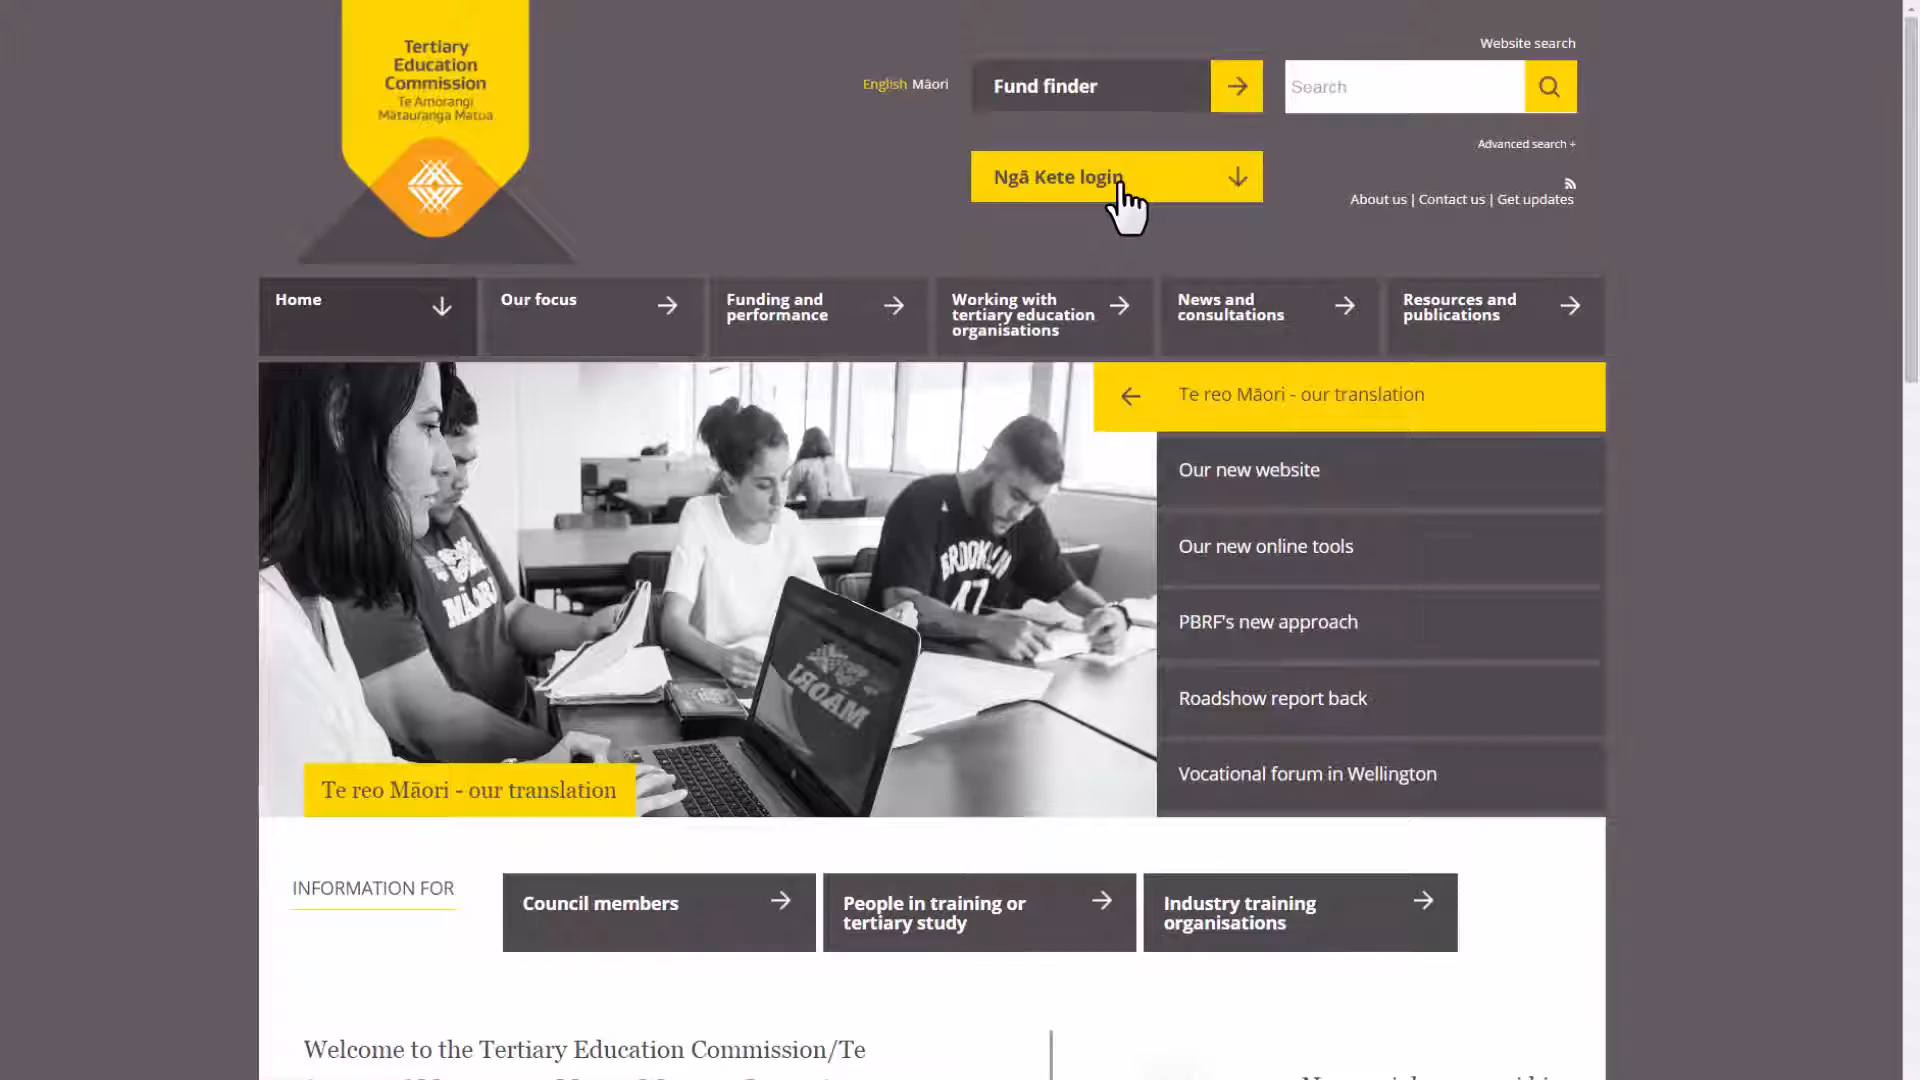 Tertiary
Education
Commission
Te Amorangi
Mātauranga Matua
English Māori
Fund finder
Website search
Search
Advanced search +
Ngā Kete login
About us | Contact us | Get updates
Home
Our focus
Funding and
performance
Working with
tertiary education
organisations
News and
consultations
Resources and
publications
Te reo Māori - our translation
Our new website
Our new online tools
PBRF's new approach
Roadshow report back
Vocational forum in Wellington
BROOKLYN
47
MĀORI
MĀORI
Te reo Māori - our translation
INFORMATION FOR
Council members
People in training or
tertiary study
Industry training
organisations
Welcome to the Tertiary Education Commission/Te